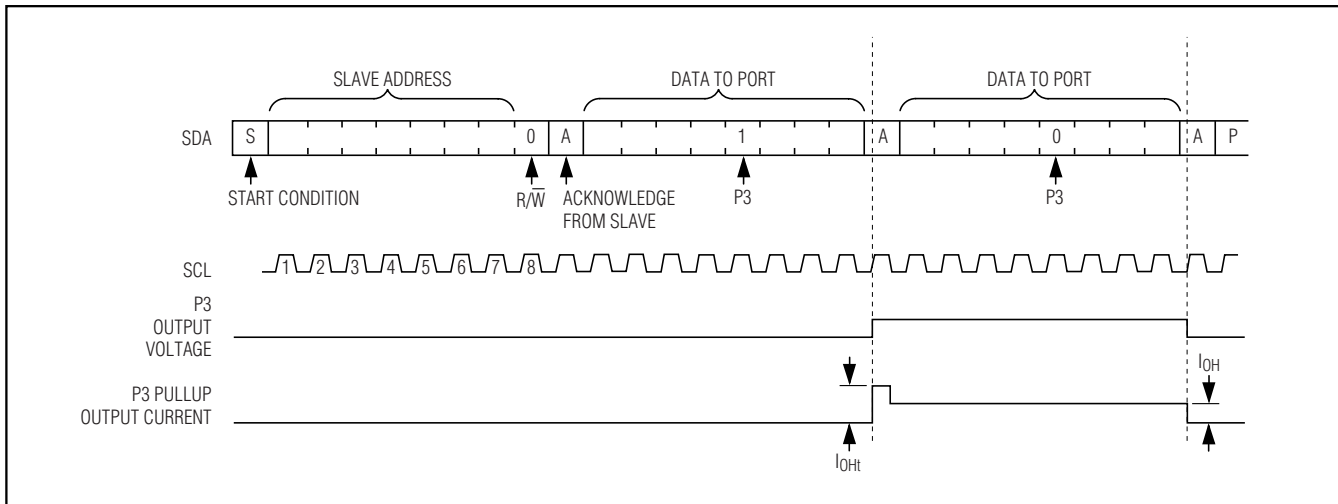 SLAVE ADDRESS DATA TO PORT DATA TO PORT
SDA S 0 A 1 A 0 A P
START CONDITION R/W̅ ACKNOWLEDGE FROM SLAVE P3 P3
SCL 1 2 3 4 5 6 7 8
P3
OUTPUT
VOLTAGE
IOH
P3 PULLUP
OUTPUT CURRENT
IOHt